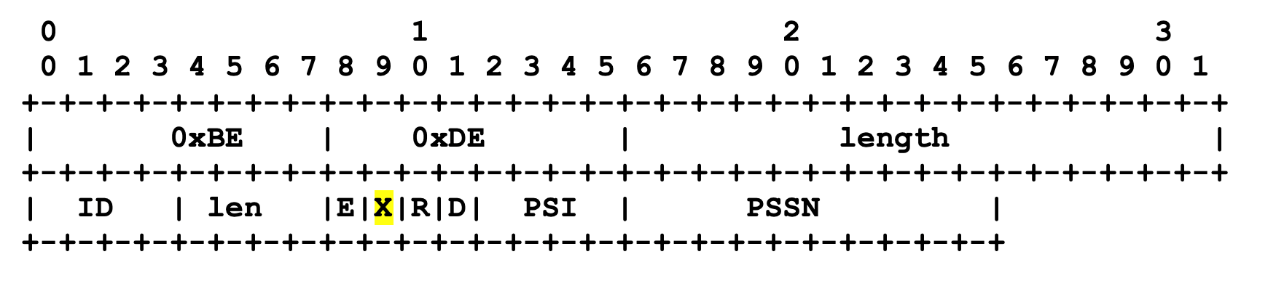 0                   1                   2                   3
 0 1 2 3 4 5 6 7 8 9 0 1 2 3 4 5 6 7 8 9 0 1 2 3 4 5 6 7 8 9 0 1
+-+-+-+-+-+-+-+-+-+-+-+-+-+-+-+-+-+-+-+-+-+-+-+-+-+-+-+-+-+-+-+-+
|       0xBE    |    0xDE       |           length              |
+-+-+-+-+-+-+-+-+-+-+-+-+-+-+-+-+-+-+-+-+-+-+-+-+-+-+-+-+-+-+-+-+
|  ID   | len   |E|X|R|D|  PSI  |      PSSN         |
+-+-+-+-+-+-+-+-+-+-+-+-+-+-+-+-+-+-+-+-+-+-+-+-+-+-+